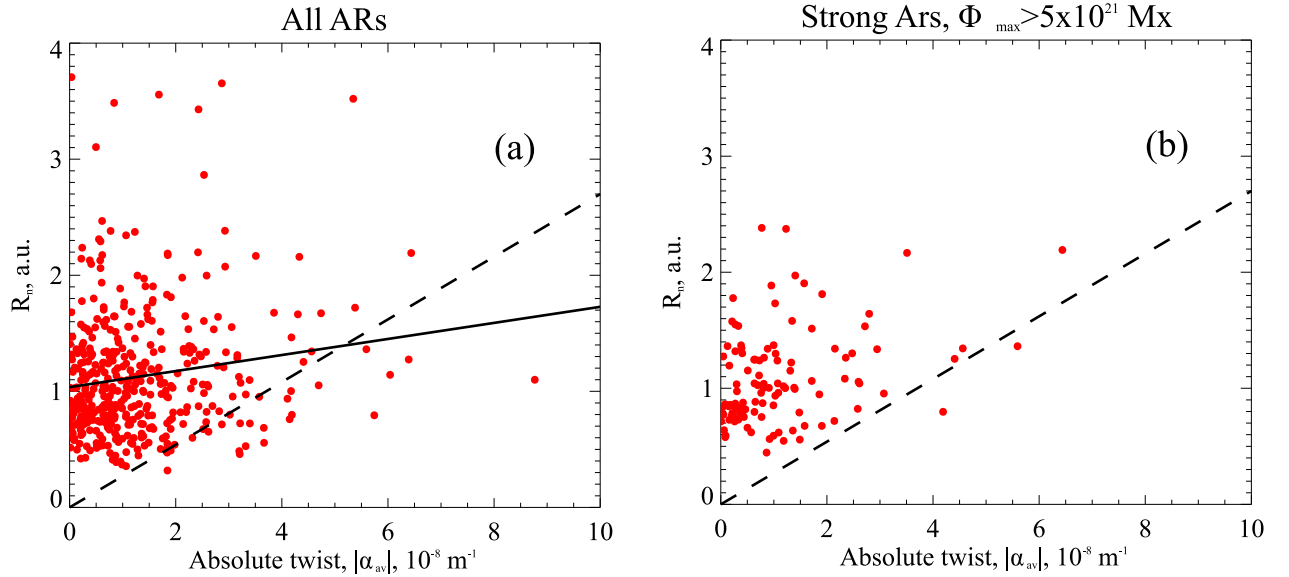 All ARs
4
3
2
1
0
R_n, a.u.
(a)
0 2 4 6 8 10
Absolute twist, |α_av|, 10⁻⁸ m⁻¹
Strong Ars, Φ max>5x10²¹ Mx
4
3
2
1
0
R_n, a.u.
(b)
0 2 4 6 8 10
Absolute twist, |α_av|, 10⁻⁸ m⁻¹